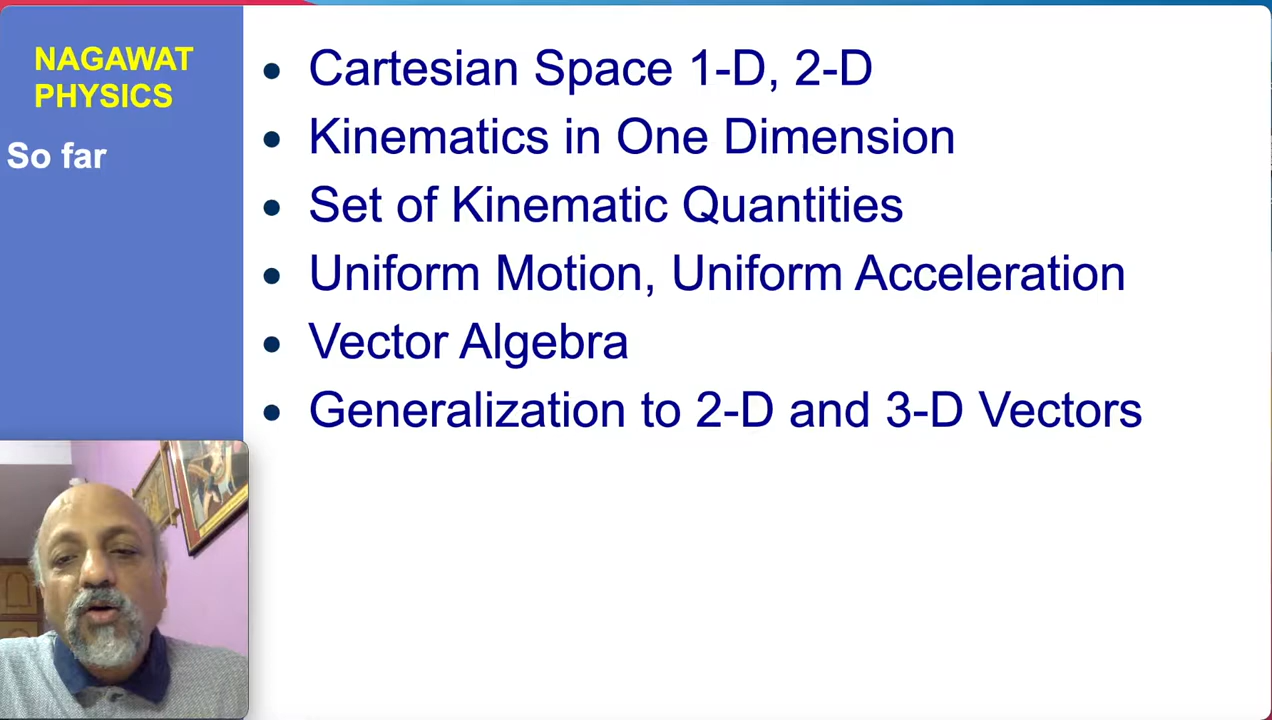 NAGAWAT
PHYSICS
So far
• Cartesian Space 1-D, 2-D
• Kinematics in One Dimension
• Set of Kinematic Quantities
• Uniform Motion, Uniform Acceleration
• Vector Algebra
• Generalization to 2-D and 3-D Vectors